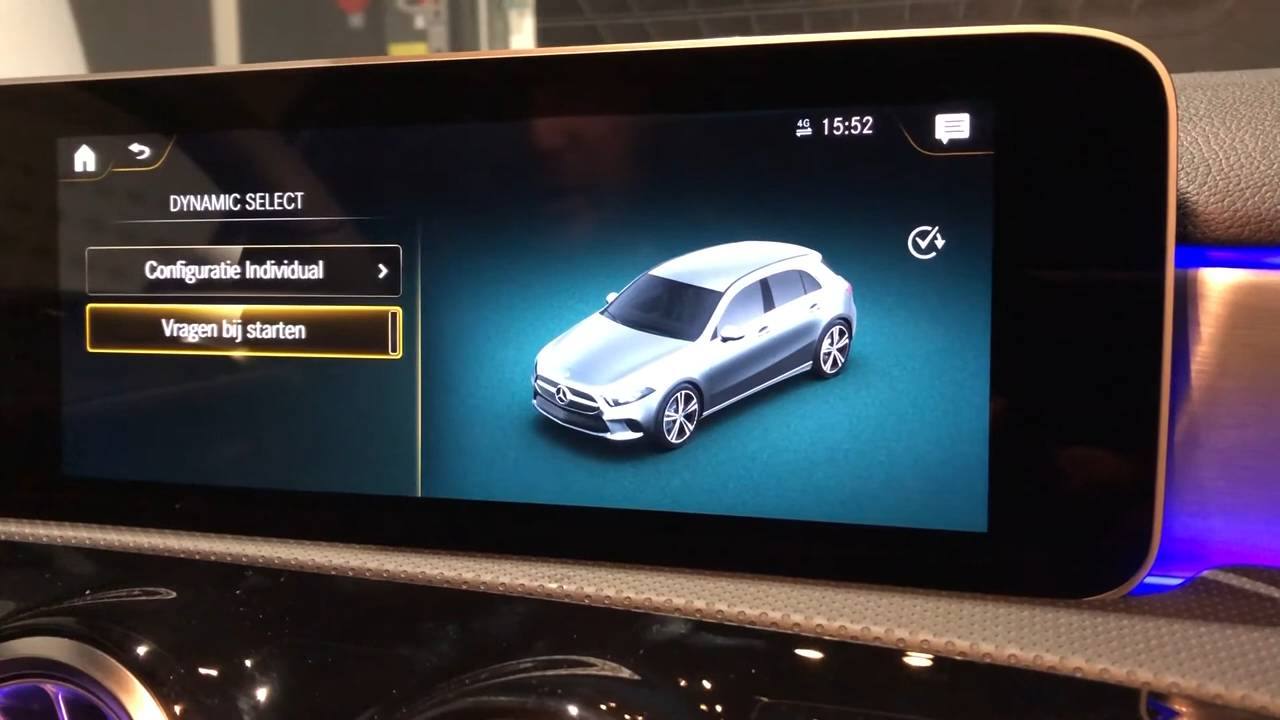 4G 15:52
DYNAMIC SELECT
Configuratie Individual
Vragen bij starten